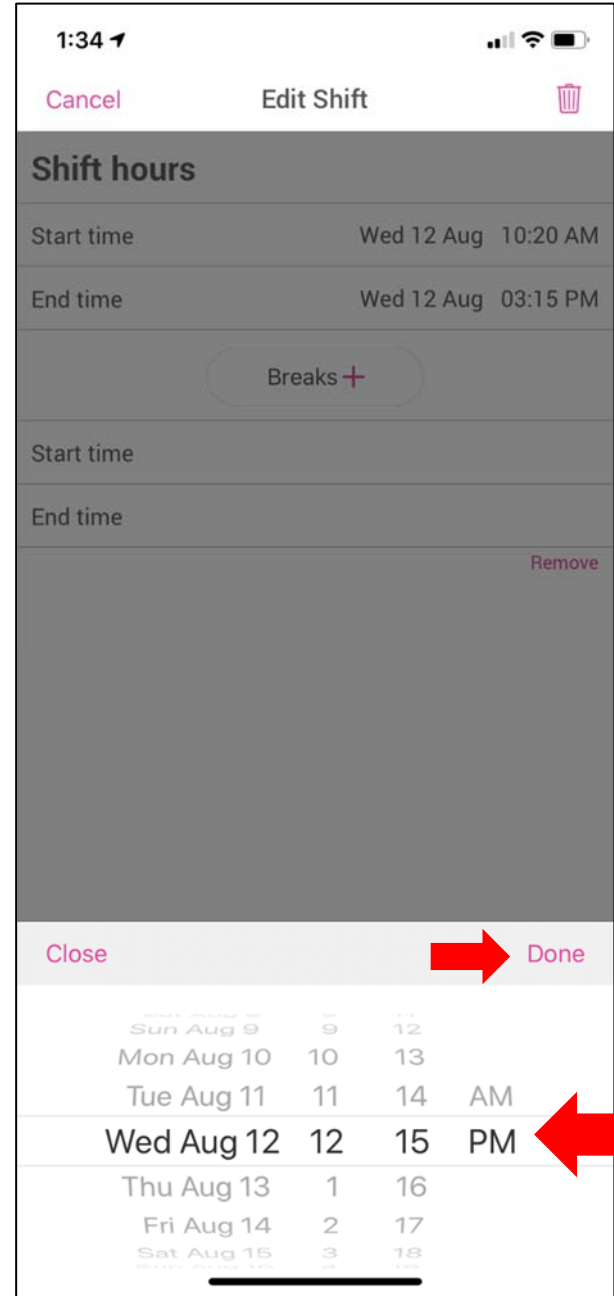 1:34
Cancel Edit Shift
Shift hours
Start time Wed 12 Aug 10:20 AM
End time Wed 12 Aug 03:15 PM
Breaks +
Start time
End time
Remove
Close Done
Sun Aug 9 9 12
Mon Aug 10 10 13
Tue Aug 11 11 14 AM
Wed Aug 12 12 15 PM
Thu Aug 13 1 16
Fri Aug 14 2 17
Sat Aug 15 3 18